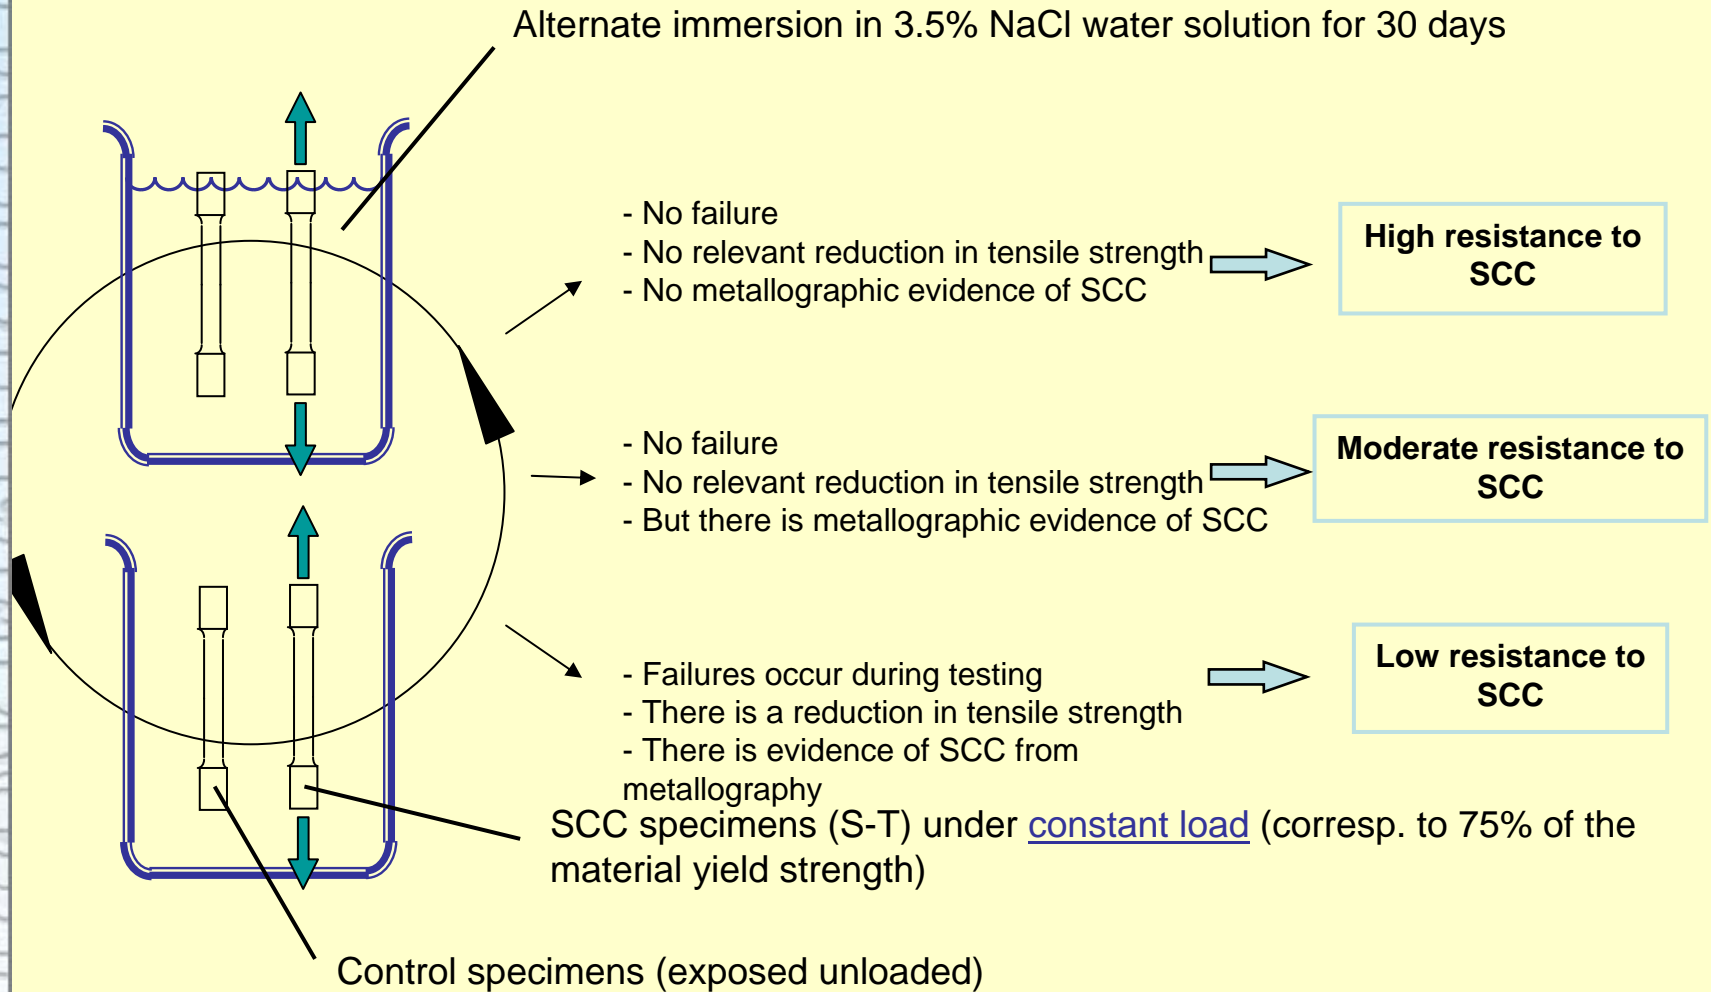 Alternate immersion in 3.5% NaCl water solution for 30 days
- No failure
- No relevant reduction in tensile strength
- No metallographic evidence of SCC
High resistance to
SCC
- No failure
- No relevant reduction in tensile strength
- But there is metallographic evidence of SCC
Moderate resistance to
SCC
- Failures occur during testing
- There is a reduction in tensile strength
- There is evidence of SCC from
metallography
Low resistance to
SCC
SCC specimens (S-T) under constant load (corresp. to 75% of the
material yield strength)
Control specimens (exposed unloaded)